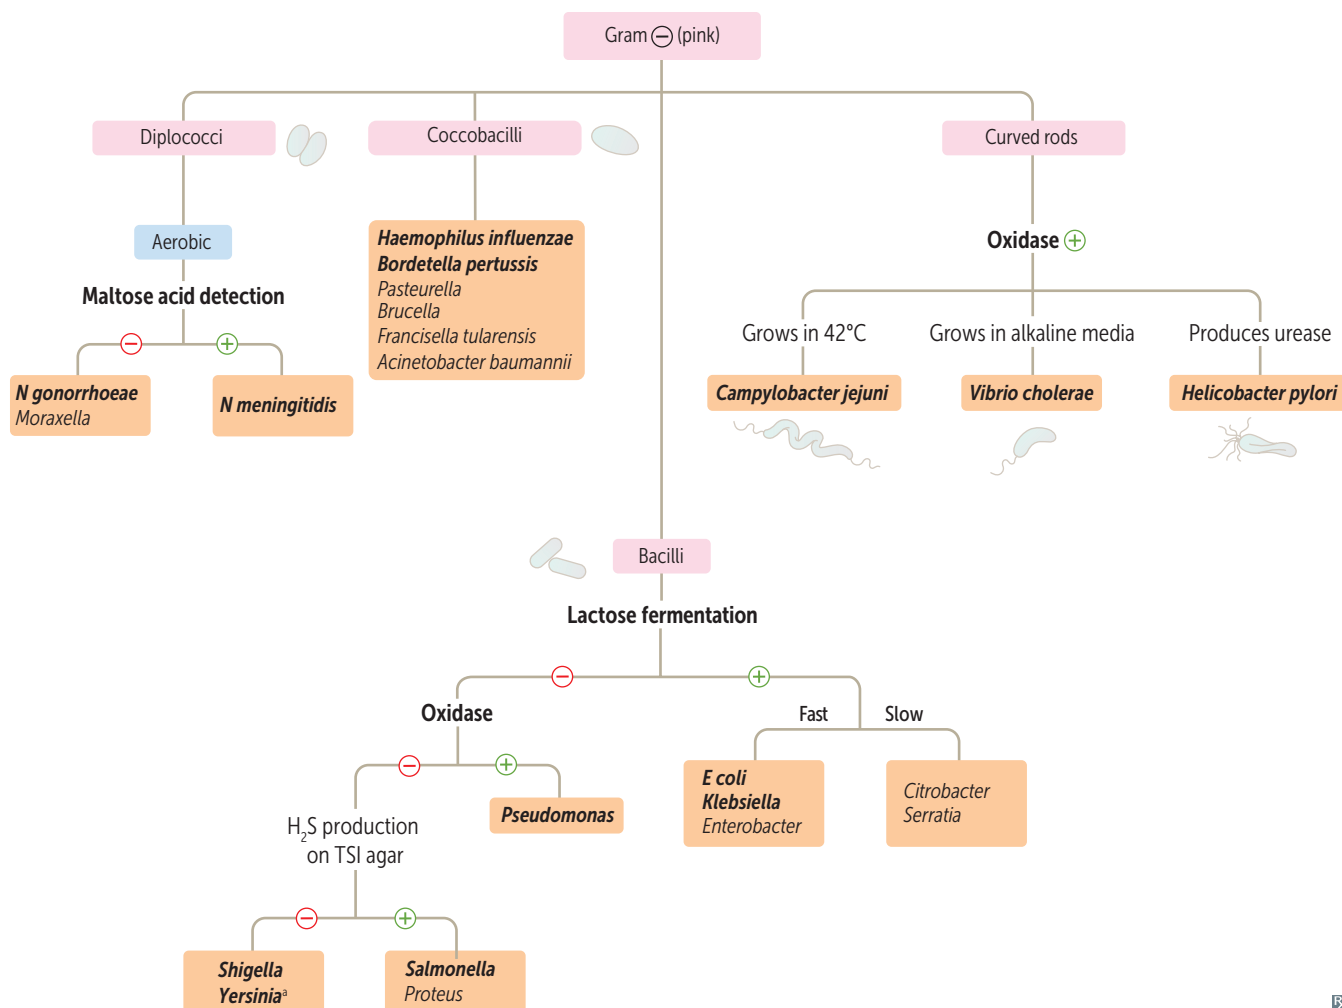 Gram ⊖ (pink)
Diplococci
Coccobacilli
Curved rods
Aerobic
Maltose acid detection
−
+
N gonorrhoeae
Moraxella
N meningitidis
Haemophilus influenzae
Bordetella pertussis
Pasteurella
Brucella
Francisella tularensis
Acinetobacter baumannii
Oxidase ⊕
Grows in 42°C
Grows in alkaline media
Produces urease
Campylobacter jejuni
Vibrio cholerae
Helicobacter pylori
Bacilli
Lactose fermentation
−
+
Oxidase
Fast
Slow
−
+
Pseudomonas
E coli
Klebsiella
Enterobacter
Citrobacter
Serratia
H₂S production
on TSI agar
−
+
Shigella
Yersiniaᵃ
Salmonella
Proteus